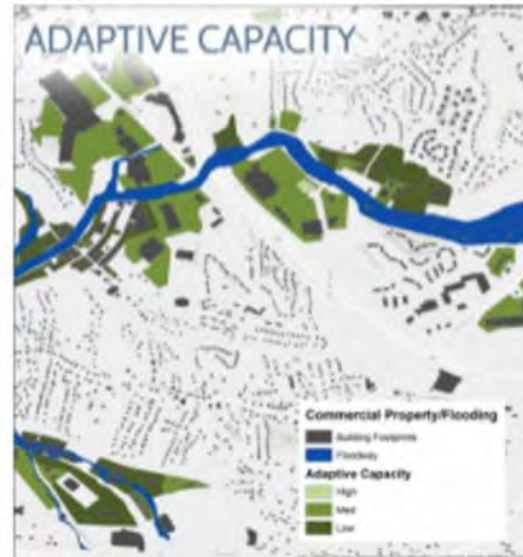 ADAPTIVE CAPACITY
Commercial Property/Flooding
Building Footprints
Floodway
Adaptive Capacity
High
Med
Low